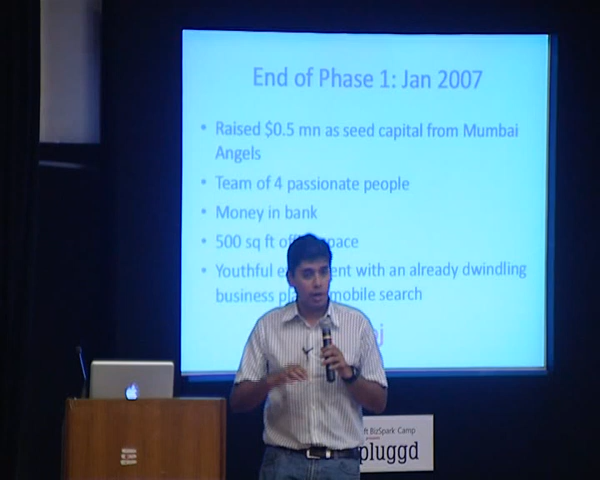 End of Phase 1: Jan 2007
• Raised $0.5 mn as seed capital from Mumbai
Angels
• Team of 4 passionate people
• Money in bank
• 500 sq ft
• Youthful with an already dwindling
business mobile search
ft BizSpark Camp
pluggd